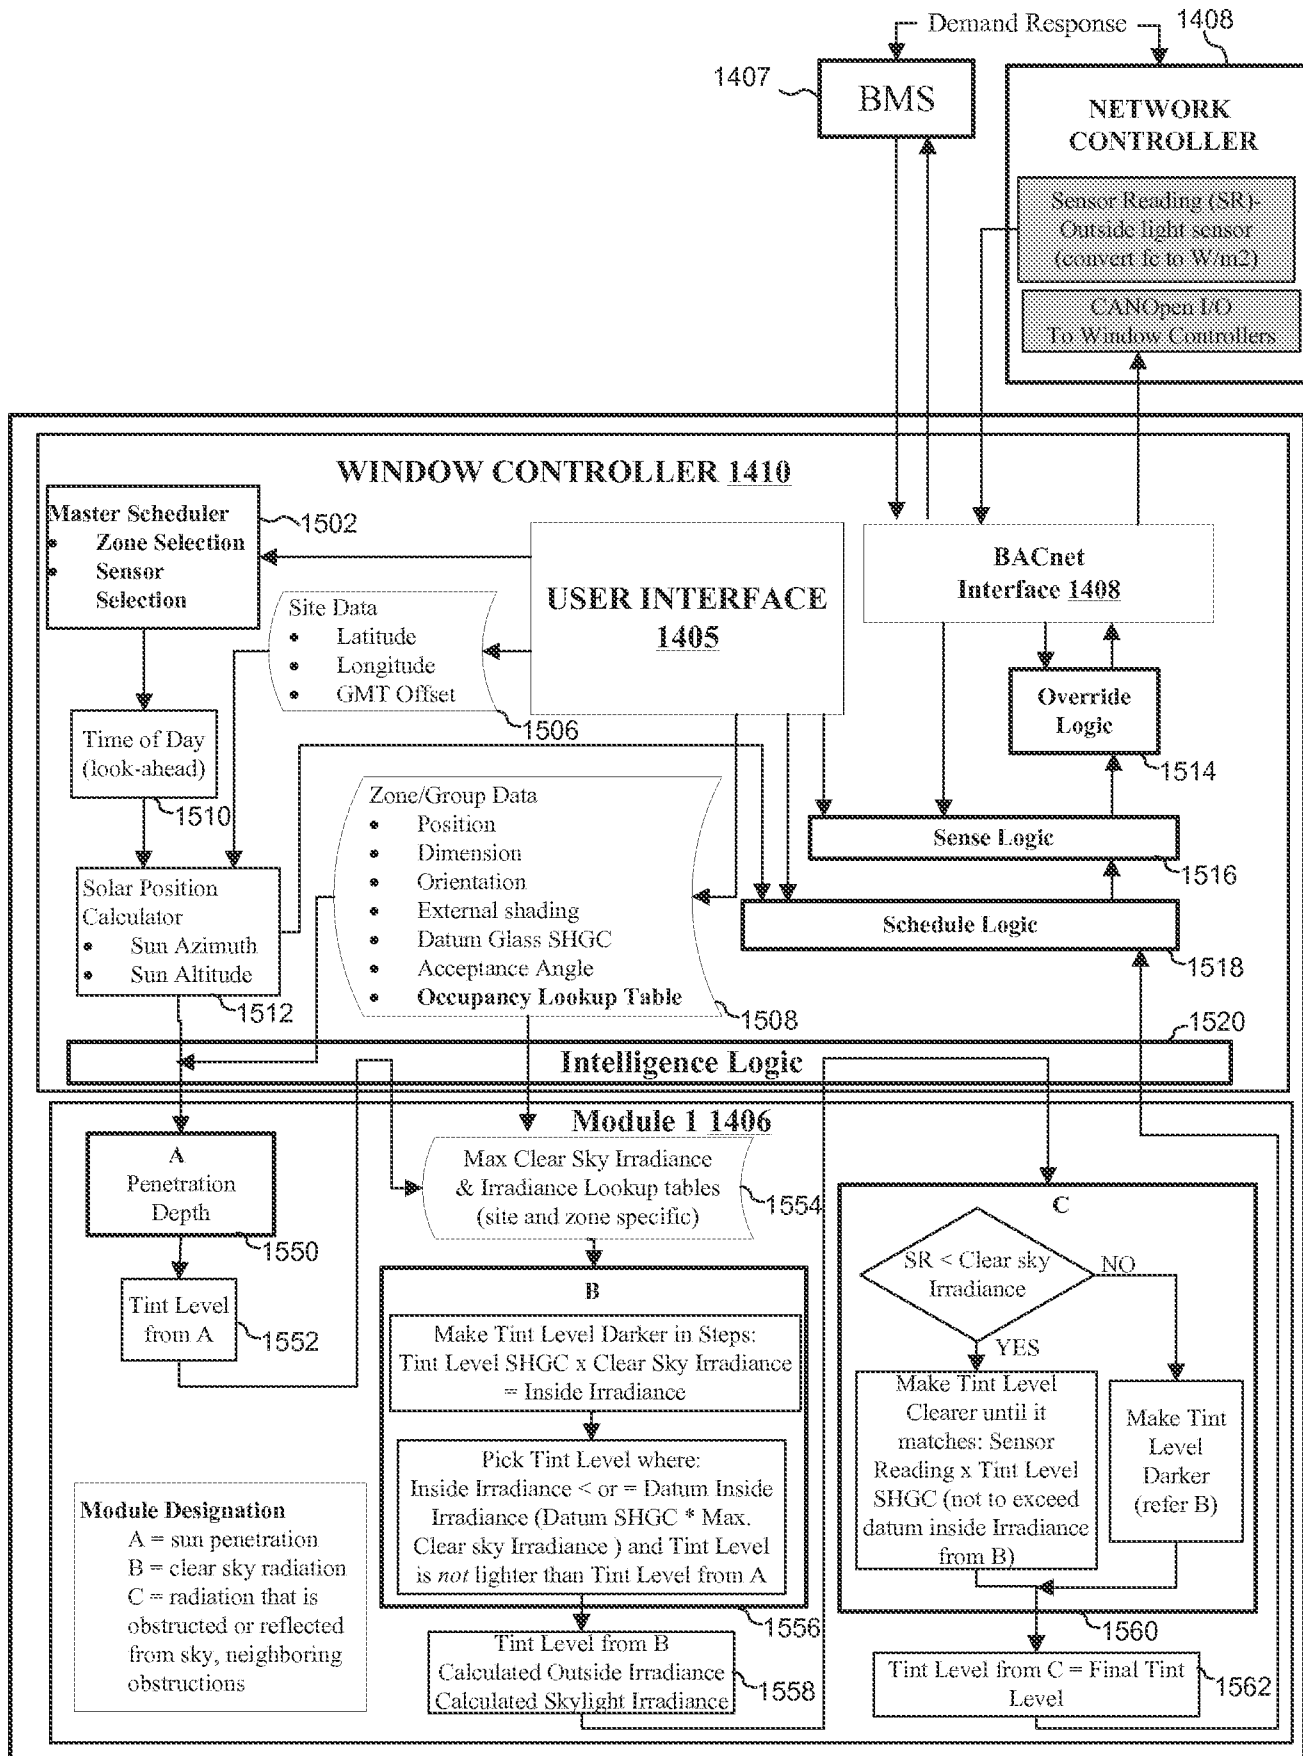 Demand Response
1408
1407
BMS
NETWORK
CONTROLLER
Sensor Reading (SR)-
Outside light sensor
(convert fc to W/m2)
CANOpen I/O
To Window Controllers
WINDOW CONTROLLER 1410
Master Scheduler
• Zone Selection
• Sensor
Selection
1502
USER INTERFACE
1405
BACnet
Interface 1408
Site Data
• Latitude
• Longitude
• GMT Offset
1506
Override
Logic
1514
Time of Day
(look-ahead)
1510
Zone/Group Data
• Position
• Dimension
• Orientation
• External shading
• Datum Glass SHGC
• Acceptance Angle
• Occupancy Lookup Table
1508
Sense Logic
1516
Solar Position
Calculator
• Sun Azimuth
• Sun Altitude
1512
Schedule Logic
1518
1520
Intelligence Logic
Module 1 1406
A
Penetration
Depth
1550
Tint Level
from A
1552
Max Clear Sky Irradiance
& Irradiance Lookup tables
(site and zone specific)
1554
B
Make Tint Level Darker in Steps:
Tint Level SHGC x Clear Sky Irradiance
= Inside Irradiance
Pick Tint Level where:
Inside Irradiance < or = Datum Inside
Irradiance (Datum SHGC * Max.
Clear sky Irradiance ) and Tint Level
is not lighter than Tint Level from A
1556
Tint Level from B
Calculated Outside Irradiance
Calculated Skylight Irradiance
1558
C
SR < Clear sky
Irradiance
NO
YES
Make Tint Level
Clearer until it
matches: Sensor
Reading x Tint Level
SHGC (not to exceed
datum inside Irradiance
from B)
Make Tint
Level
Darker
(refer B)
1560
Tint Level from C = Final Tint
Level
1562
Module Designation
A = sun penetration
B = clear sky radiation
C = radiation that is
obstructed or reflected
from sky, neighboring
obstructions